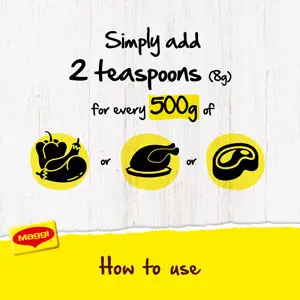 Simply add
2 teaspoons (8g)
for every 500g of
or
or
Maggi
How to use